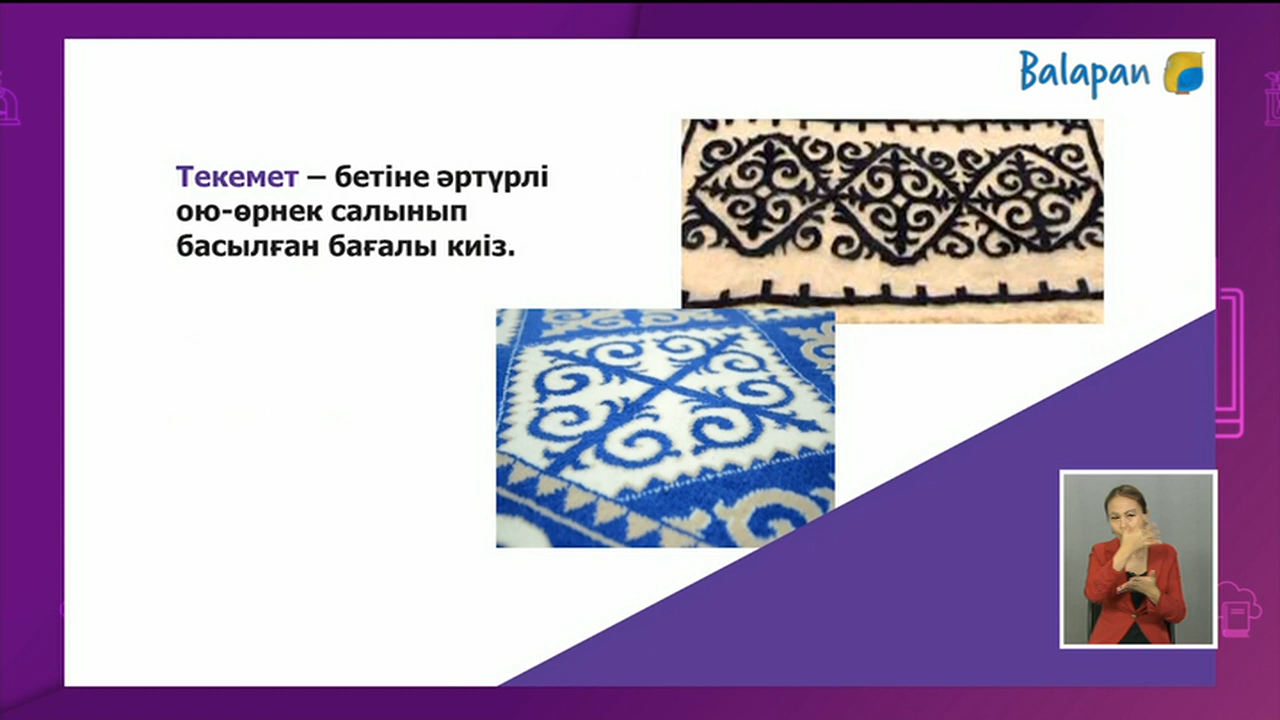 Balapan
Текемет – бетіне әртүрлі
ою-өрнек салынып
басылған бағалы киіз.